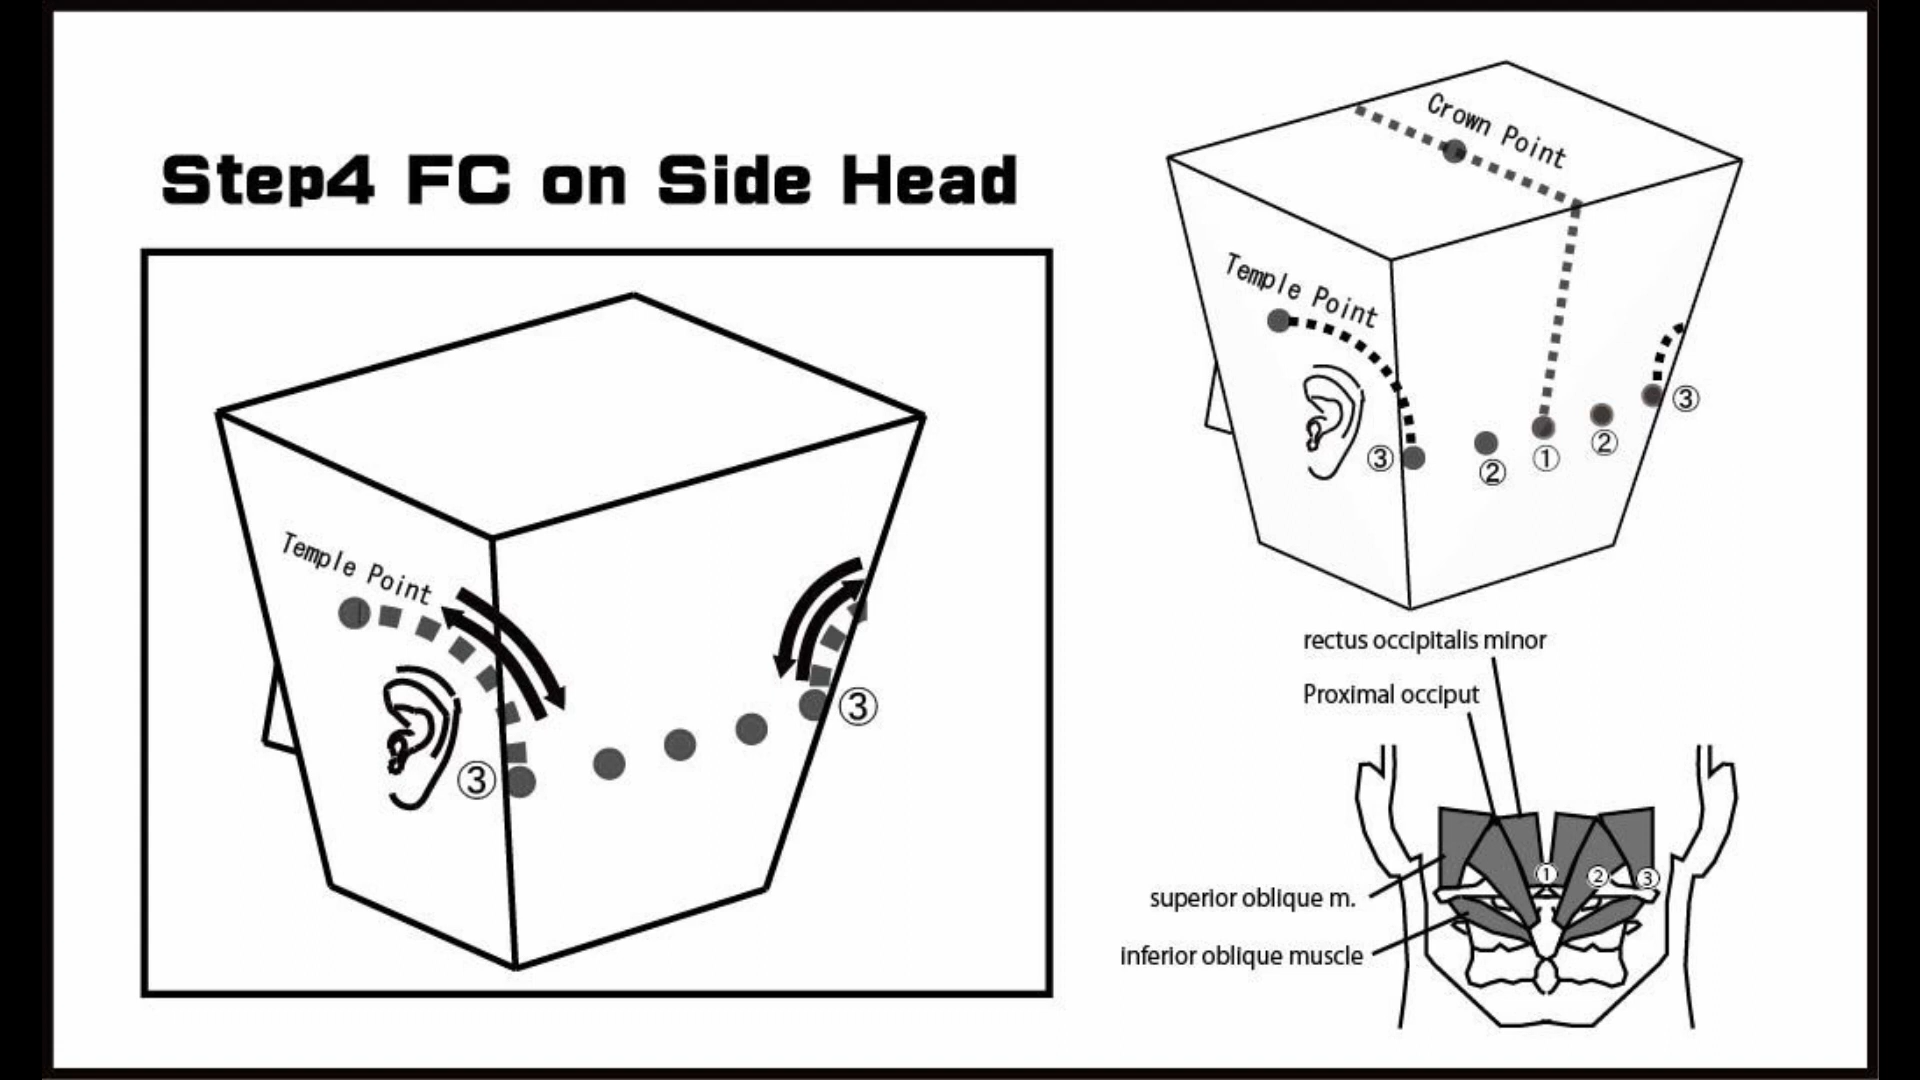 Step4 FC on Side Head
Temple Point
③
③
Crown Point
Temple Point
③
②
①
②
③
rectus occipitalis minor
Proximal occiput
①
②
③
superior oblique m.
inferior oblique muscle